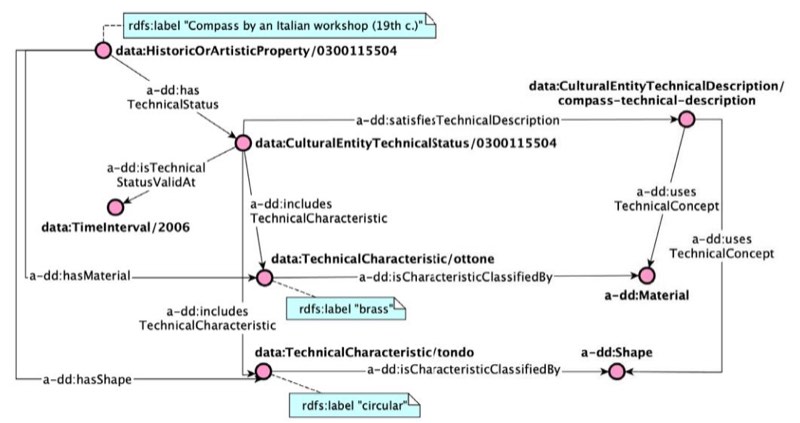 rdfs:label "Compass by an Italian workshop (19th c.)"
data:HistoricOrArtisticProperty/0300115504
a-dd:has
TechnicalStatus
data:CulturalEntityTechnicalDescription/
compass-technical-description
a-dd:satisfiesTechnicalDescription
data:CulturalEntityTechnicalStatus/0300115504
a-dd:isTechnical
StatusValidAt
data:TimeInterval/2006
a-dd:includes
TechnicalCharacteristic
a-dd:uses
TechnicalConcept
a-dd:uses
TechnicalConcept
data:TechnicalCharacteristic/ottone
a-dd:hasMaterial
a-dd:isCharacteristicClassifiedBy
a-dd:Material
rdfs:label "brass"
a-dd:includes
TechnicalCharacteristic
data:TechnicalCharacteristic/tondo
a-dd:Shape
a-dd:hasShape
a-dd:isCharacteristicClassifiedBy
rdfs:label "circular"